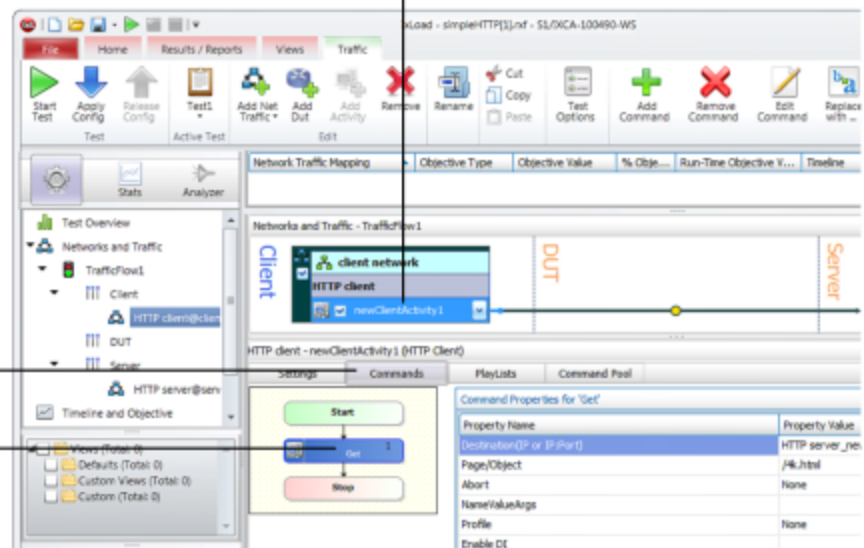 xLoad - simpleHTTP[1].rxf - S1/IXCA-100490-WS
File Home Results / Reports Views Traffic
Start Test
Apply Config
Release Config
Test1
Add Net Traffic
Add Dut
Add Activity
Remove
Rename
Cut
Copy
Paste
Test Options
Add Command
Remove Command
Edit Command
Replace with ...
Test Active Test Edit
Stats Analyzer
Network Traffic Mapping Objective Type Objective Value % Obje... Run-Time Objective V... Timeline
Test Overview
Networks and Traffic
TrafficFlow1
Client
HTTP client@clien
DUT
Server
HTTP server@serv
Timeline and Objective
Views (Total: 0)
Defaults (Total: 0)
Custom Views (Total: 0)
Custom (Total: 0)
Networks and Traffic - TrafficFlow1
Client
client network
HTTP client
newClientActivity1
DUT
Server
HTTP client - newClientActivity1 (HTTP Client)
Settings Commands PlayLists Command Pool
Start
Get 1
Stop
Command Properties for 'Get'
Property Name Property Value
Destination(IP or IP:Port) HTTP server_ne
Page/Object /4k.html
Abort None
NameValueArgs
Profile None
Enable DI